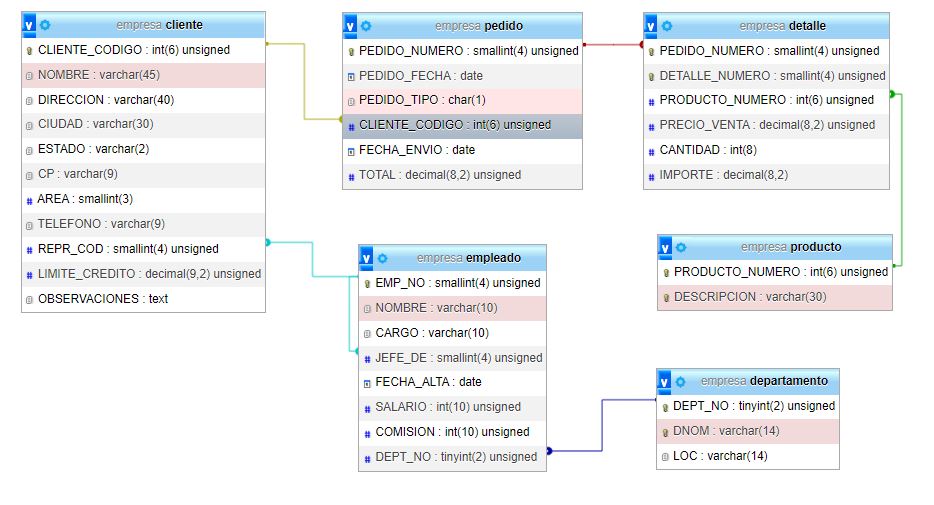 empresa cliente
CLIENTE_CODIGO : int(6) unsigned
NOMBRE : varchar(45)
DIRECCION : varchar(40)
CIUDAD : varchar(30)
ESTADO : varchar(2)
CP : varchar(9)
AREA : smallint(3)
TELEFONO : varchar(9)
REPR_COD : smallint(4) unsigned
LIMITE_CREDITO : decimal(9,2) unsigned
OBSERVACIONES : text
empresa pedido
PEDIDO_NUMERO : smallint(4) unsigned
PEDIDO_FECHA : date
PEDIDO_TIPO : char(1)
CLIENTE_CODIGO : int(6) unsigned
FECHA_ENVIO : date
TOTAL : decimal(8,2) unsigned
empresa detalle
PEDIDO_NUMERO : smallint(4) unsigned
DETALLE_NUMERO : smallint(4) unsigned
PRODUCTO_NUMERO : int(6) unsigned
PRECIO_VENTA : decimal(8,2) unsigned
CANTIDAD : int(8)
IMPORTE : decimal(8,2)
empresa empleado
EMP_NO : smallint(4) unsigned
NOMBRE : varchar(10)
CARGO : varchar(10)
JEFE_DE : smallint(4) unsigned
FECHA_ALTA : date
SALARIO : int(10) unsigned
COMISION : int(10) unsigned
DEPT_NO : tinyint(2) unsigned
empresa producto
PRODUCTO_NUMERO : int(6) unsigned
DESCRIPCION : varchar(30)
empresa departamento
DEPT_NO : tinyint(2) unsigned
DNOM : varchar(14)
LOC : varchar(14)